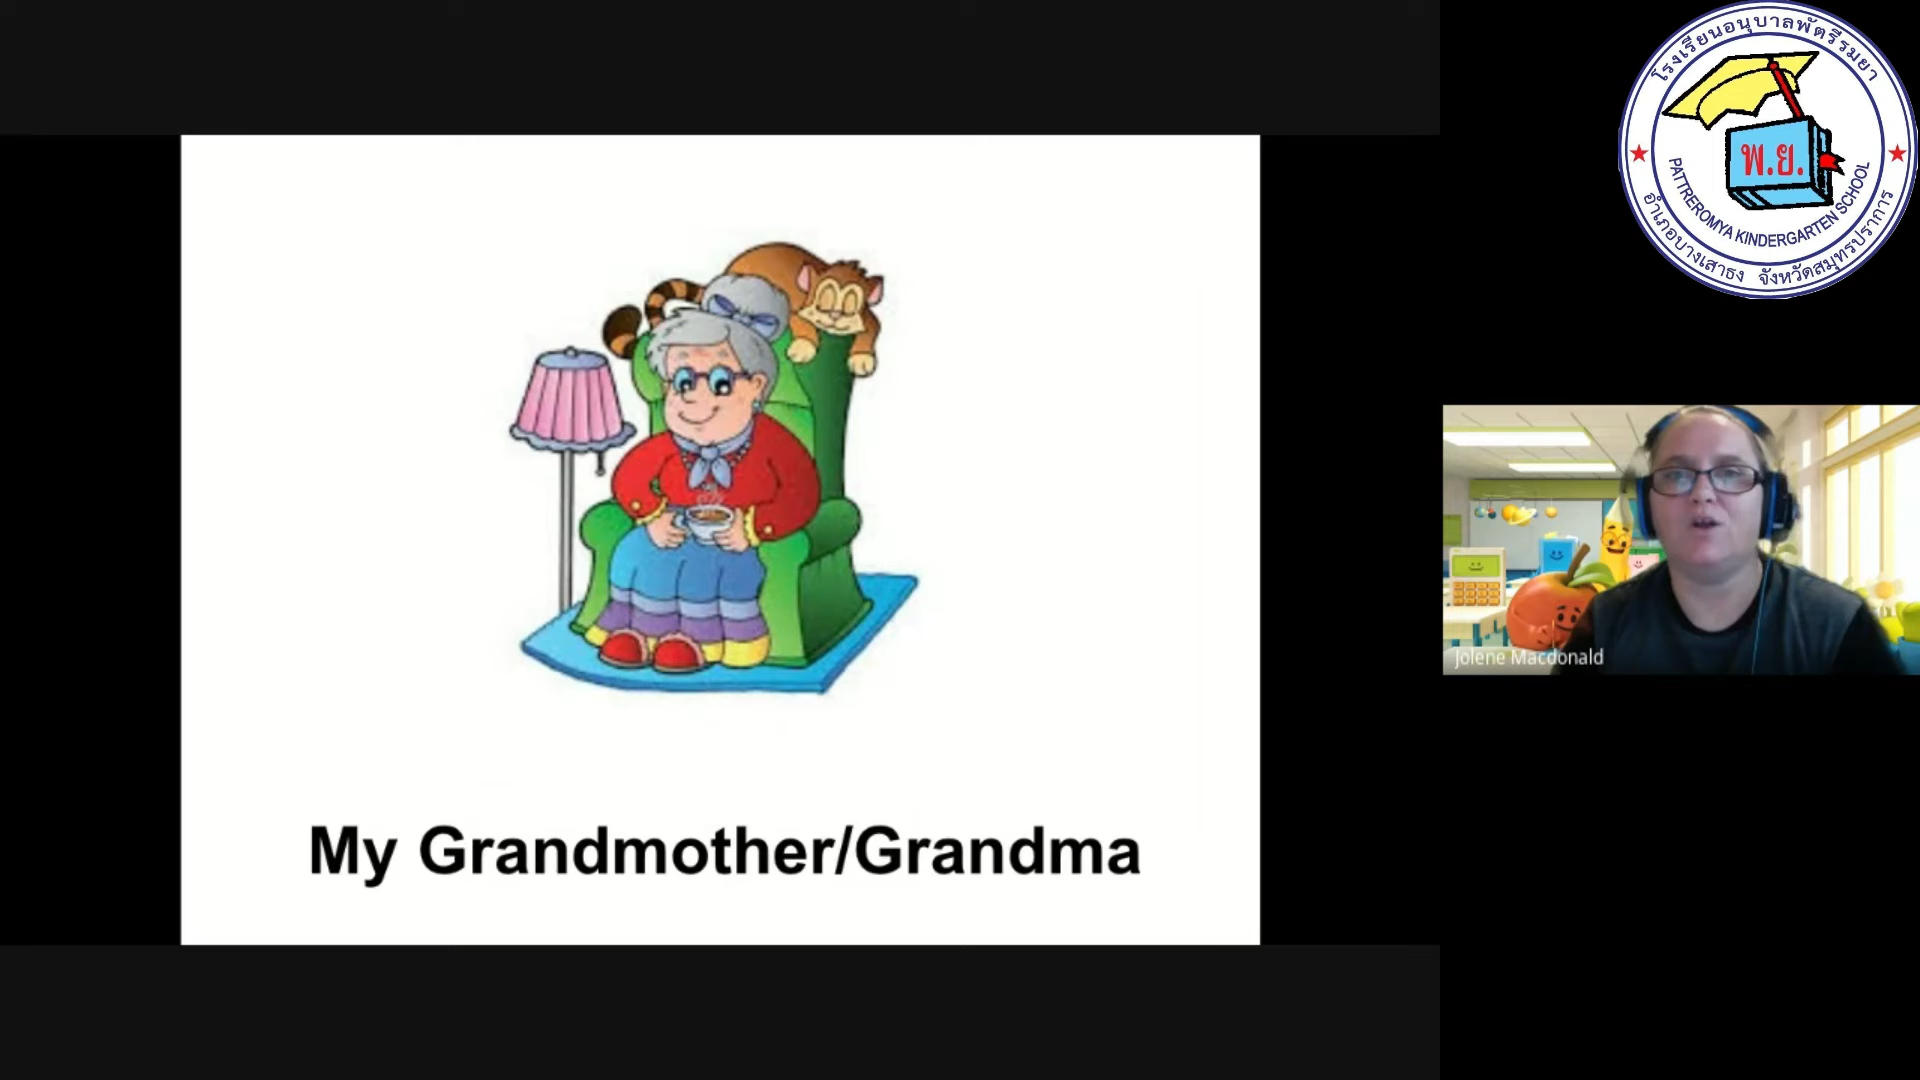 โรงเรียนอนุบาลพัตรีรมยา
พ.ย.
PATTREROMYA KINDERGARTEN SCHOOL
อำเภอบางเสาธง จังหวัดสมุทรปราการ
Jolene Macdonald
My Grandmother/Grandma